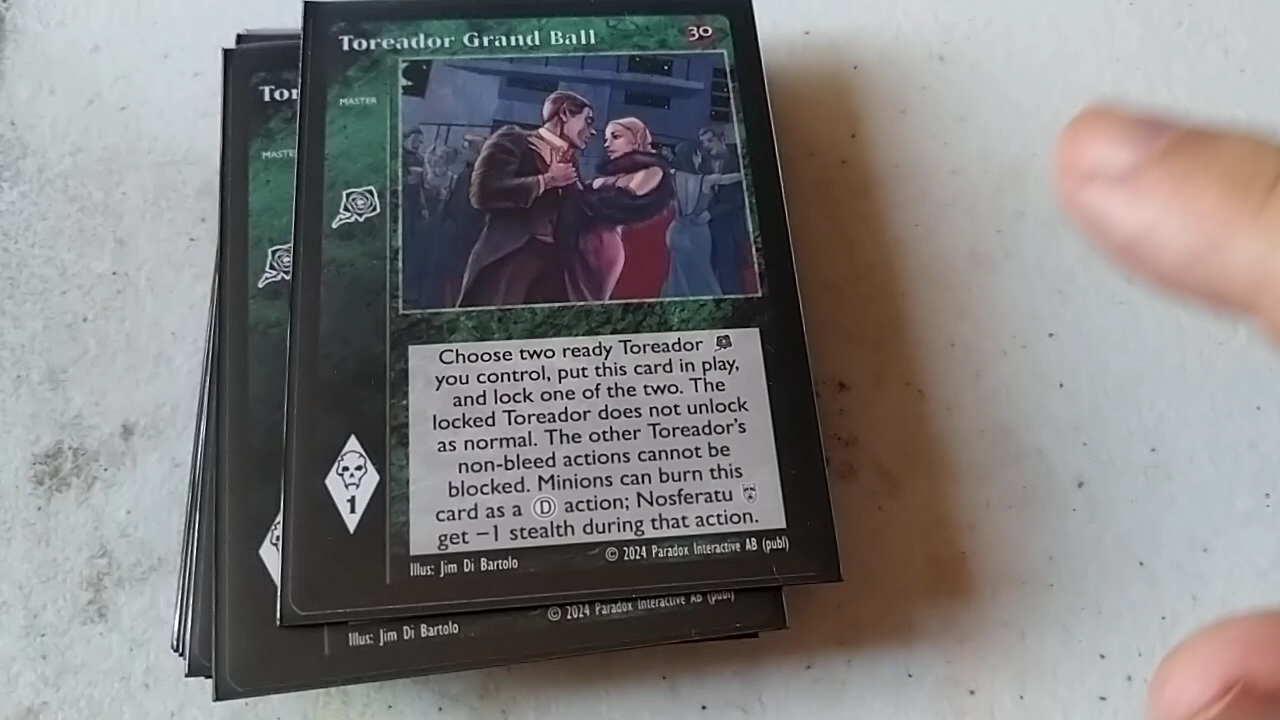 Toreador Grand Ball
30
MASTER
Choose two ready Toreador
you control, put this card in play,
and lock one of the two. The
locked Toreador does not unlock
as normal. The other Toreador's
non-bleed actions cannot be
blocked. Minions can burn this
card as a D action; Nosferatu
get −1 stealth during that action.
1
Illus: Jim Di Bartolo
© 2024 Paradox Interactive AB (publ)
Tor
MASTE
Illus: Jim Di Bartolo
© 2024 Paradox Interactive AB (publ)